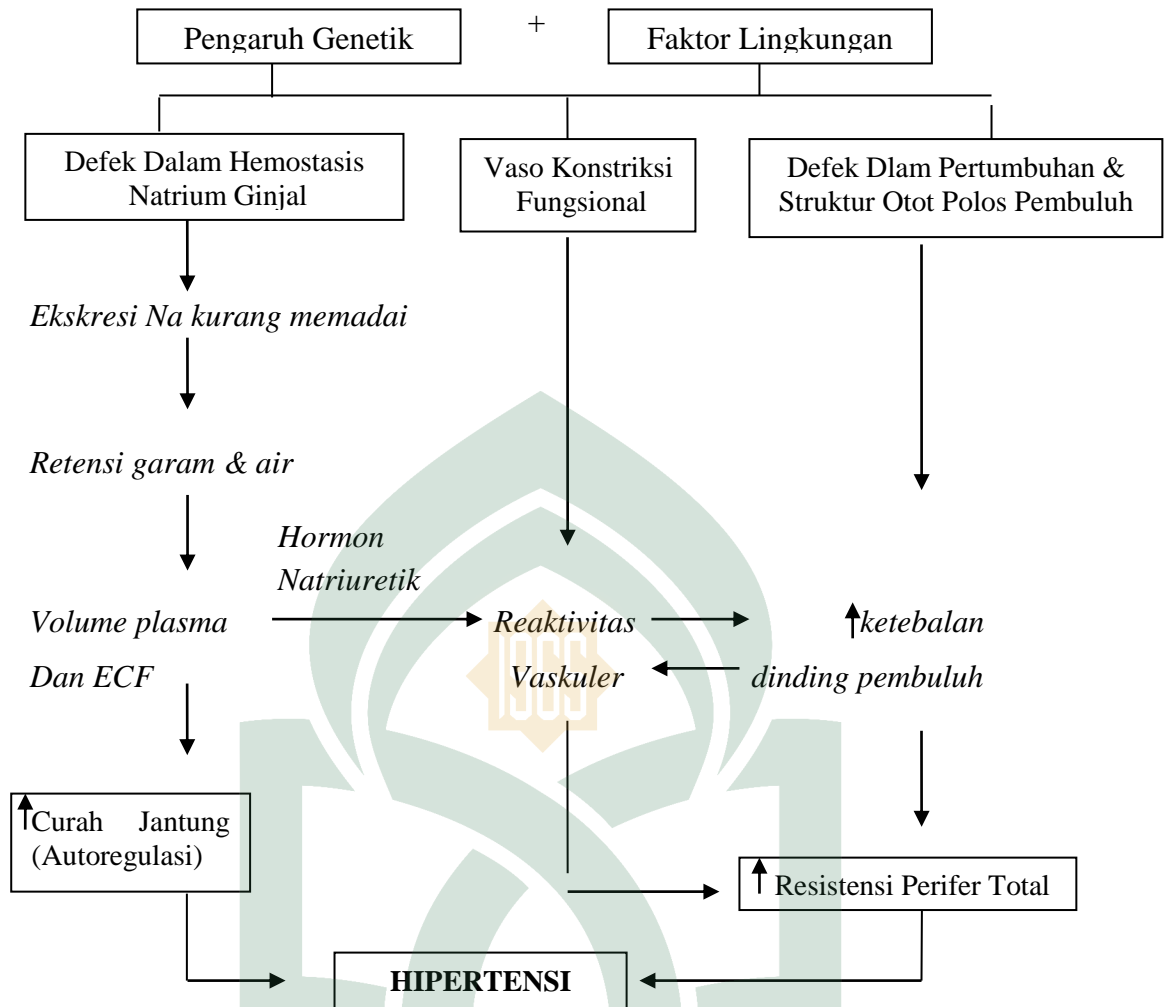 Pengaruh Genetik
+
Faktor Lingkungan
Defek Dalam Hemostasis
Natrium Ginjal
Vaso Konstriksi
Fungsional
Defek Dlam Pertumbuhan &
Struktur Otot Polos Pembuluh
Ekskresi Na kurang memadai
Retensi garam & air
Hormon
Natriuretik
Volume plasma
Dan ECF
Reaktivitas
Vaskuler
ketebalan
dinding pembuluh
1965
Curah Jantung
(Autoregulasi)
Resistensi Perifer Total
HIPERTENSI